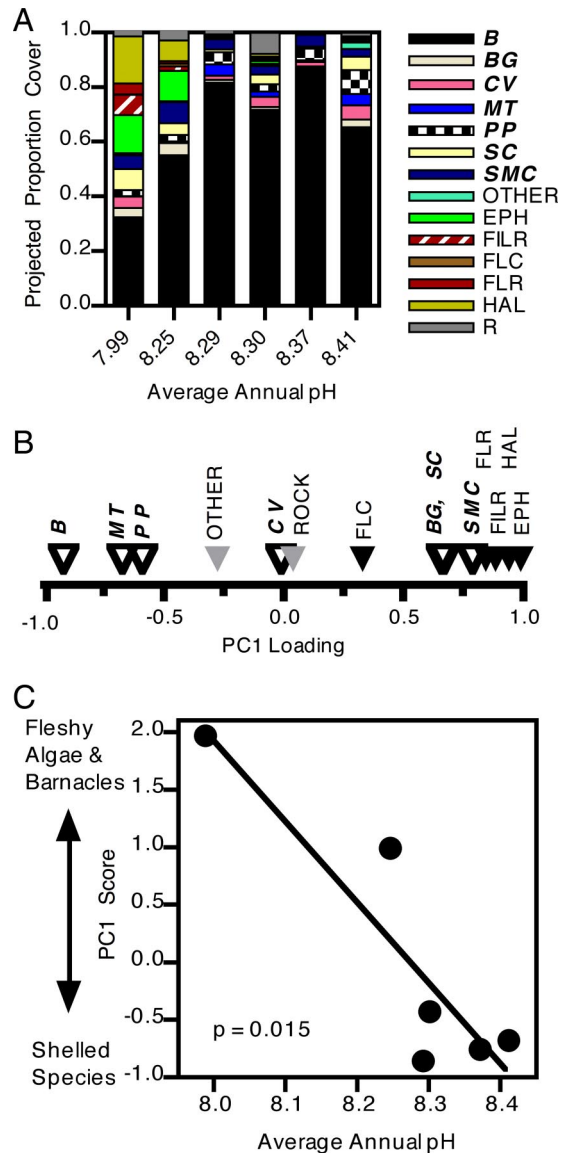 A
Projected Proportion Cover
1.0
0.8
0.6
0.4
0.2
0.0
7.99
8.25
8.29
8.30
8.37
8.41
Average Annual pH
B
BG
CV
MT
PP
SC
SMC
OTHER
EPH
FILR
FLC
FLR
HAL
R
B
B
MT
PP
OTHER
CV
ROCK
FLC
BG, SC
SMC
FLR
FILR
HAL
EPH
-1.0
-0.5
0.0
0.5
1.0
PC1 Loading
C
Fleshy
Algae &
Barnacles
Shelled
Species
PC1 Score
2.0
1.5
1.0
0.5
0.0
-0.5
-1.0
p = 0.015
8.0
8.1
8.2
8.3
8.4
Average Annual pH